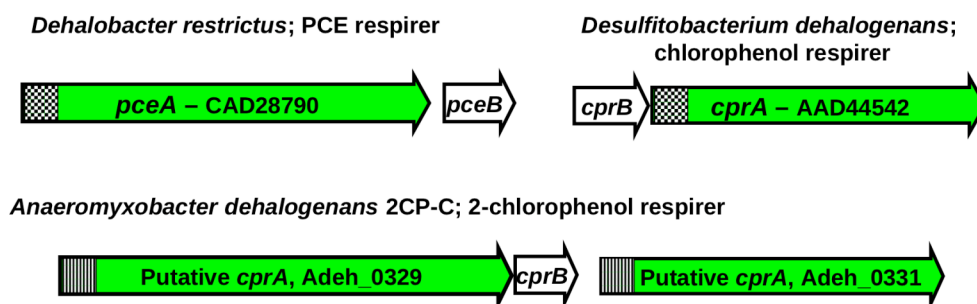 Dehalobacter restrictus; PCE respirer
Desulfitobacterium dehalogenans;
chlorophenol respirer
pceA – CAD28790
pceB
cprB
cprA – AAD44542
Anaeromyxobacter dehalogenans 2CP-C; 2-chlorophenol respirer
Putative cprA, Adeh_0329
cprB
Putative cprA, Adeh_0331